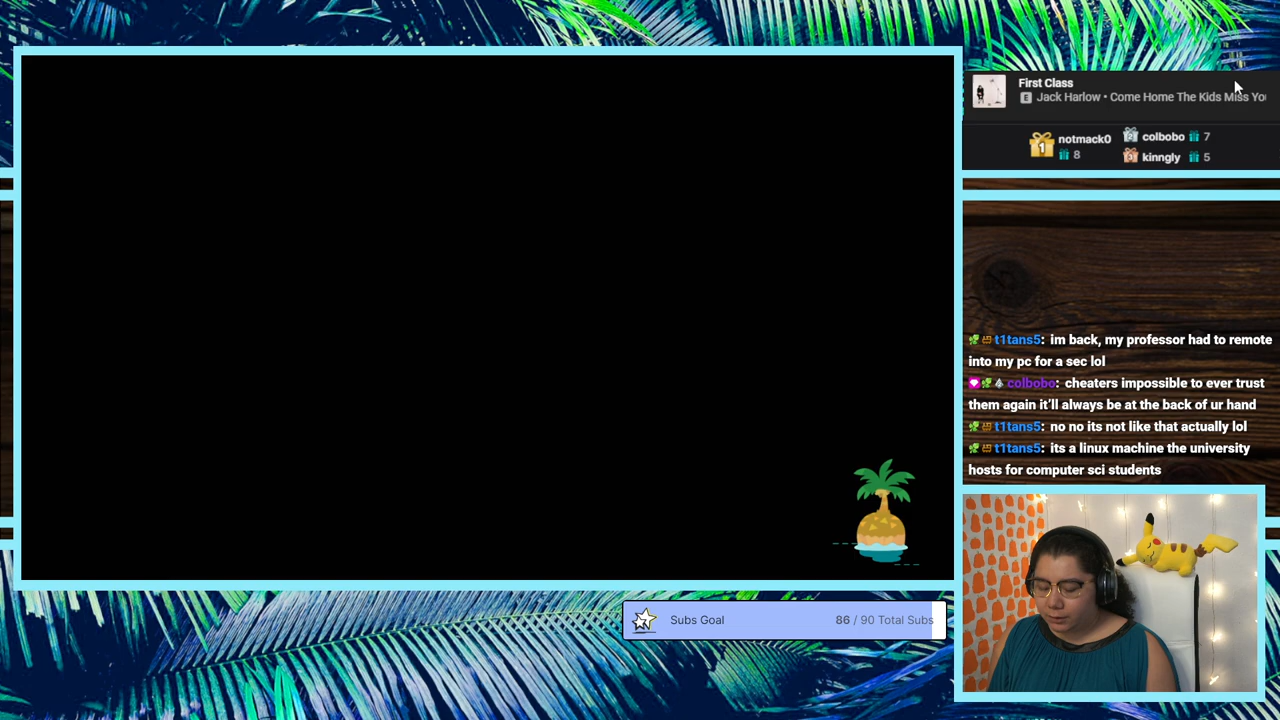 First Class
E Jack Harlow • Come Home The Kids Miss You
1 notmack0
8
colbobo 7
kinngly 5
t1tans5: im back, my professor had to remote
into my pc for a sec lol
colbobo: cheaters impossible to ever trust
them again it'll always be at the back of ur hand
t1tans5: no no its not like that actually lol
t1tans5: its a linux machine the university
hosts for computer sci students
Subs Goal 86 / 90 Total Subs